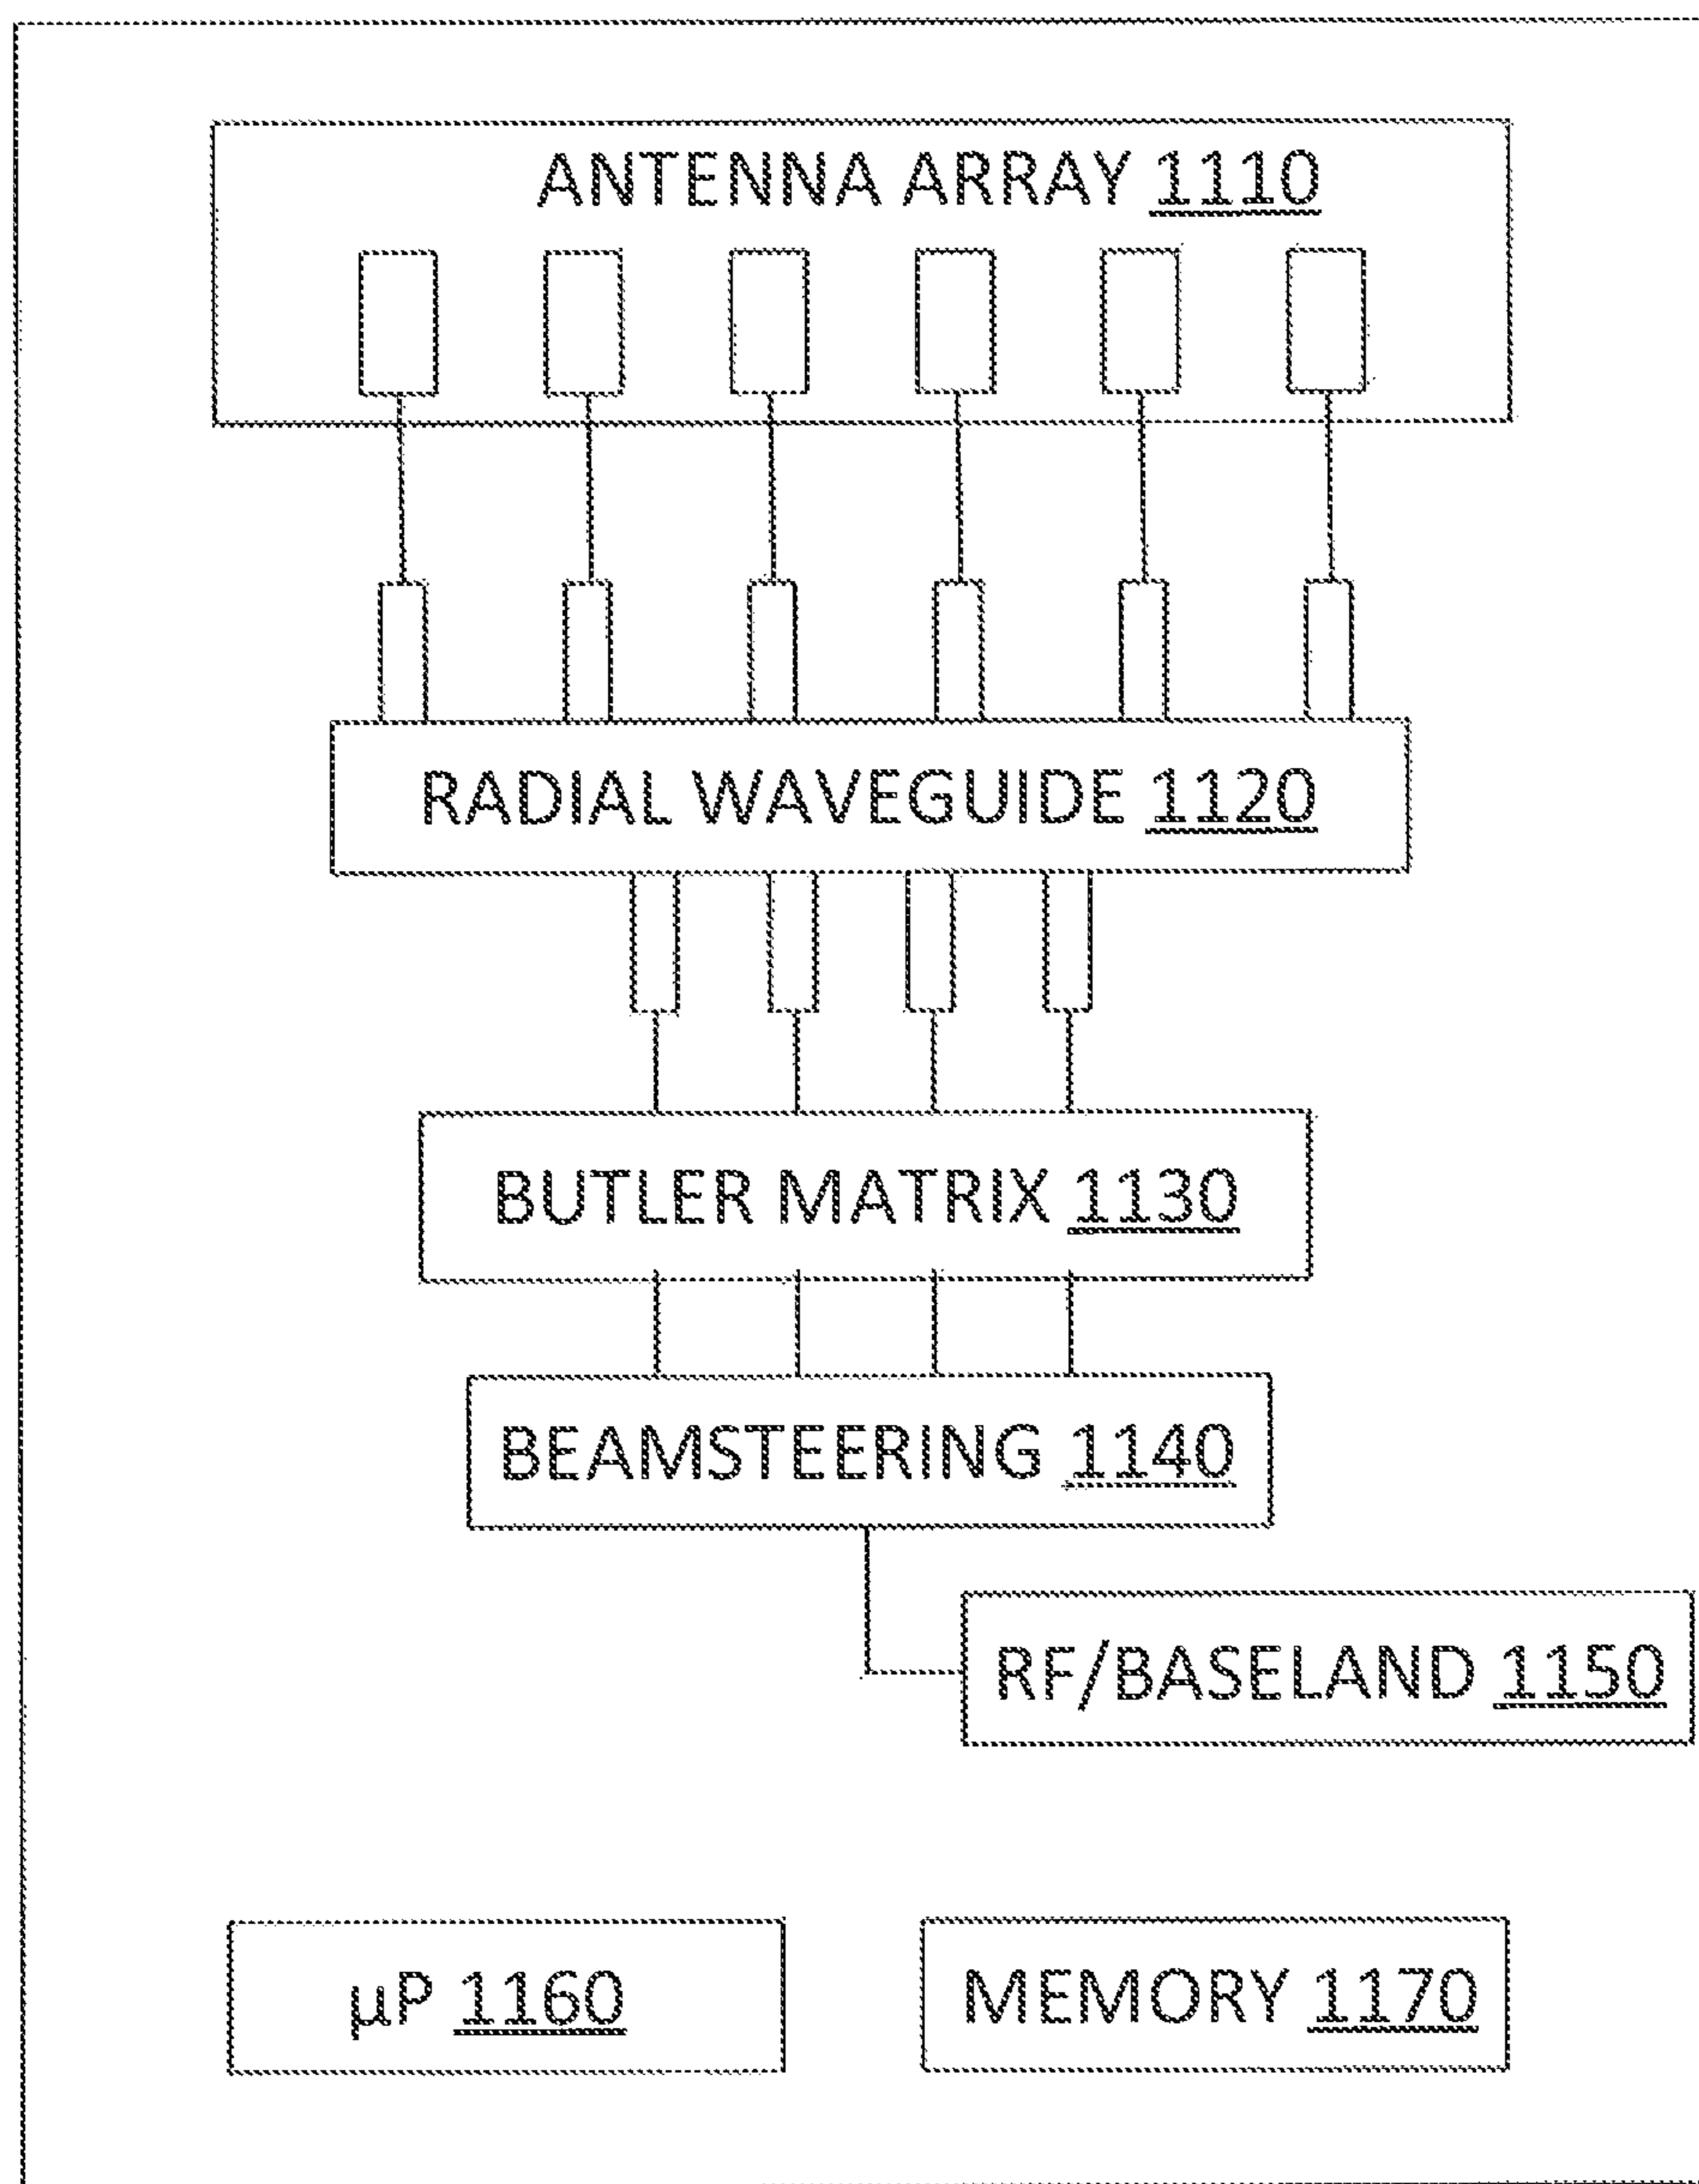 ANTENNA ARRAY 1110
RADIAL WAVEGUIDE 1120
BUTLER MATRIX 1130
BEAMSTEERING 1140
RF/BASELAND 1150
µP 1160
MEMORY 1170